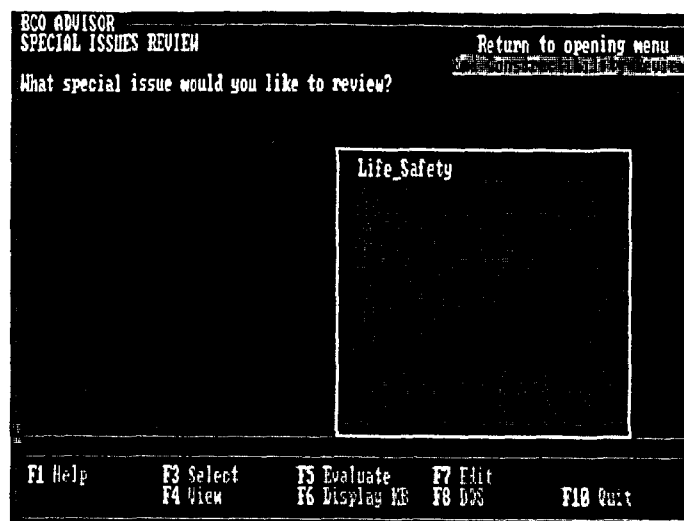 BCO ADVISOR
SPECIAL ISSUES REVIEW
Return to opening menu
What special issue would you like to review?
Life_Safety
F1 Help F3 Select F5 Evaluate F7 Edit
F4 View F6 Display KB F8 DOS F10 Quit